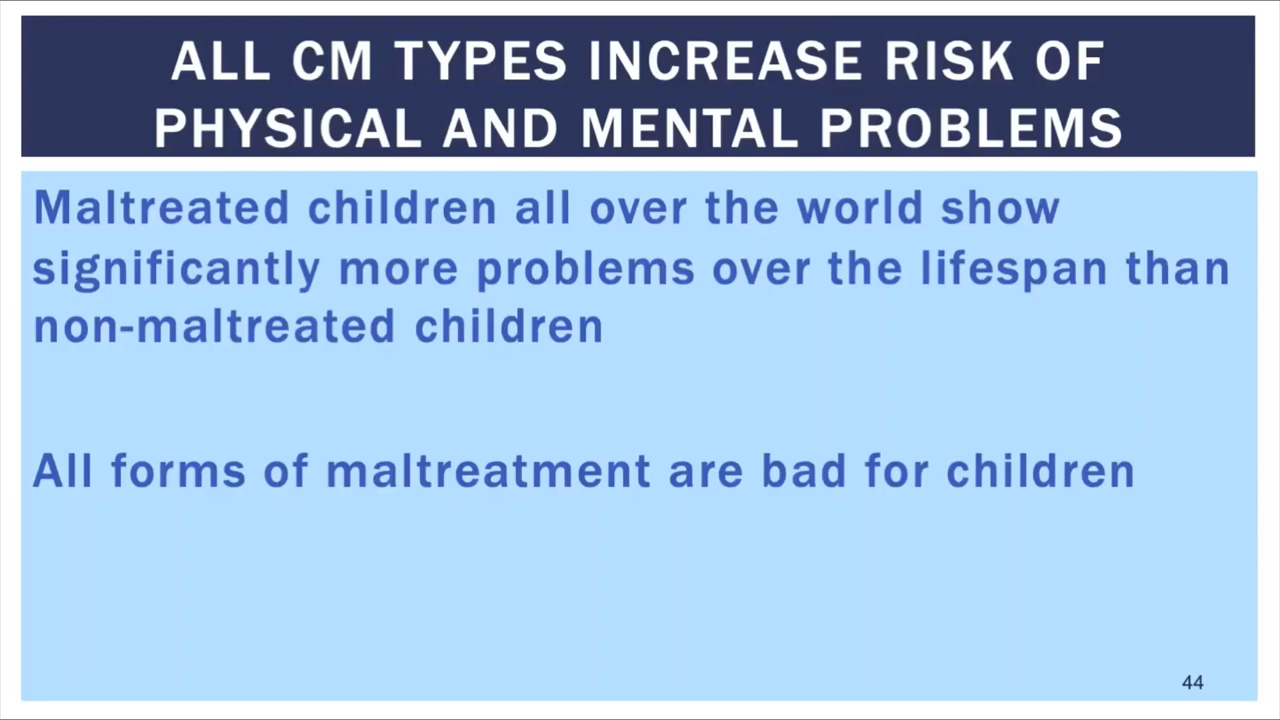 ALL CM TYPES INCREASE RISK OF
PHYSICAL AND MENTAL PROBLEMS
Maltreated children all over the world show
significantly more problems over the lifespan than
non-maltreated children
All forms of maltreatment are bad for children
44